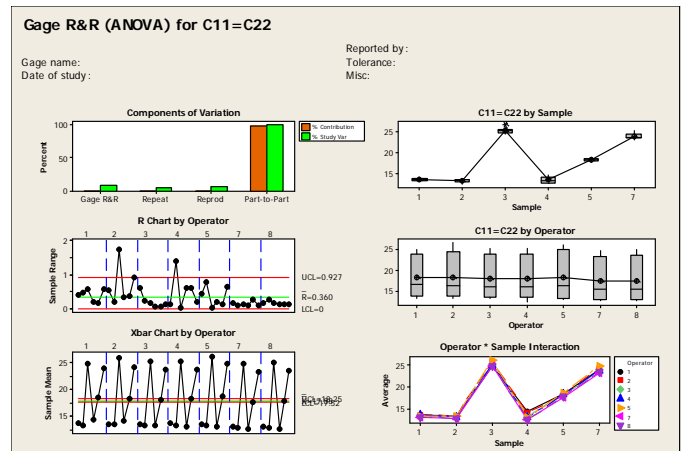 Gage R&R (ANOVA) for C11=C22
Gage name:
Date of study:
Reported by:
Tolerance:
Misc:
Components of Variation
Percent
100
50
0
Gage R&R Repeat Reprod Part-to-Part
% Contribution
% Study Var
C11=C22 by Sample
25
20
15
1 2 3 4 5 7
Sample
R Chart by Operator
1 2 3 4 5 7 8
Sample Range
2
1
0
UCL=0.927
R=0.360
LCL=0
C11=C22 by Operator
25
20
15
1 2 3 4 5 7 8
Operator
Xbar Chart by Operator
1 2 3 4 5 7 8
Sample Mean
25
20
15
Operator * Sample Interaction
Average
25
20
15
1 2 3 4 5 7
Sample
Operator
1
2
3
4
5
7
8